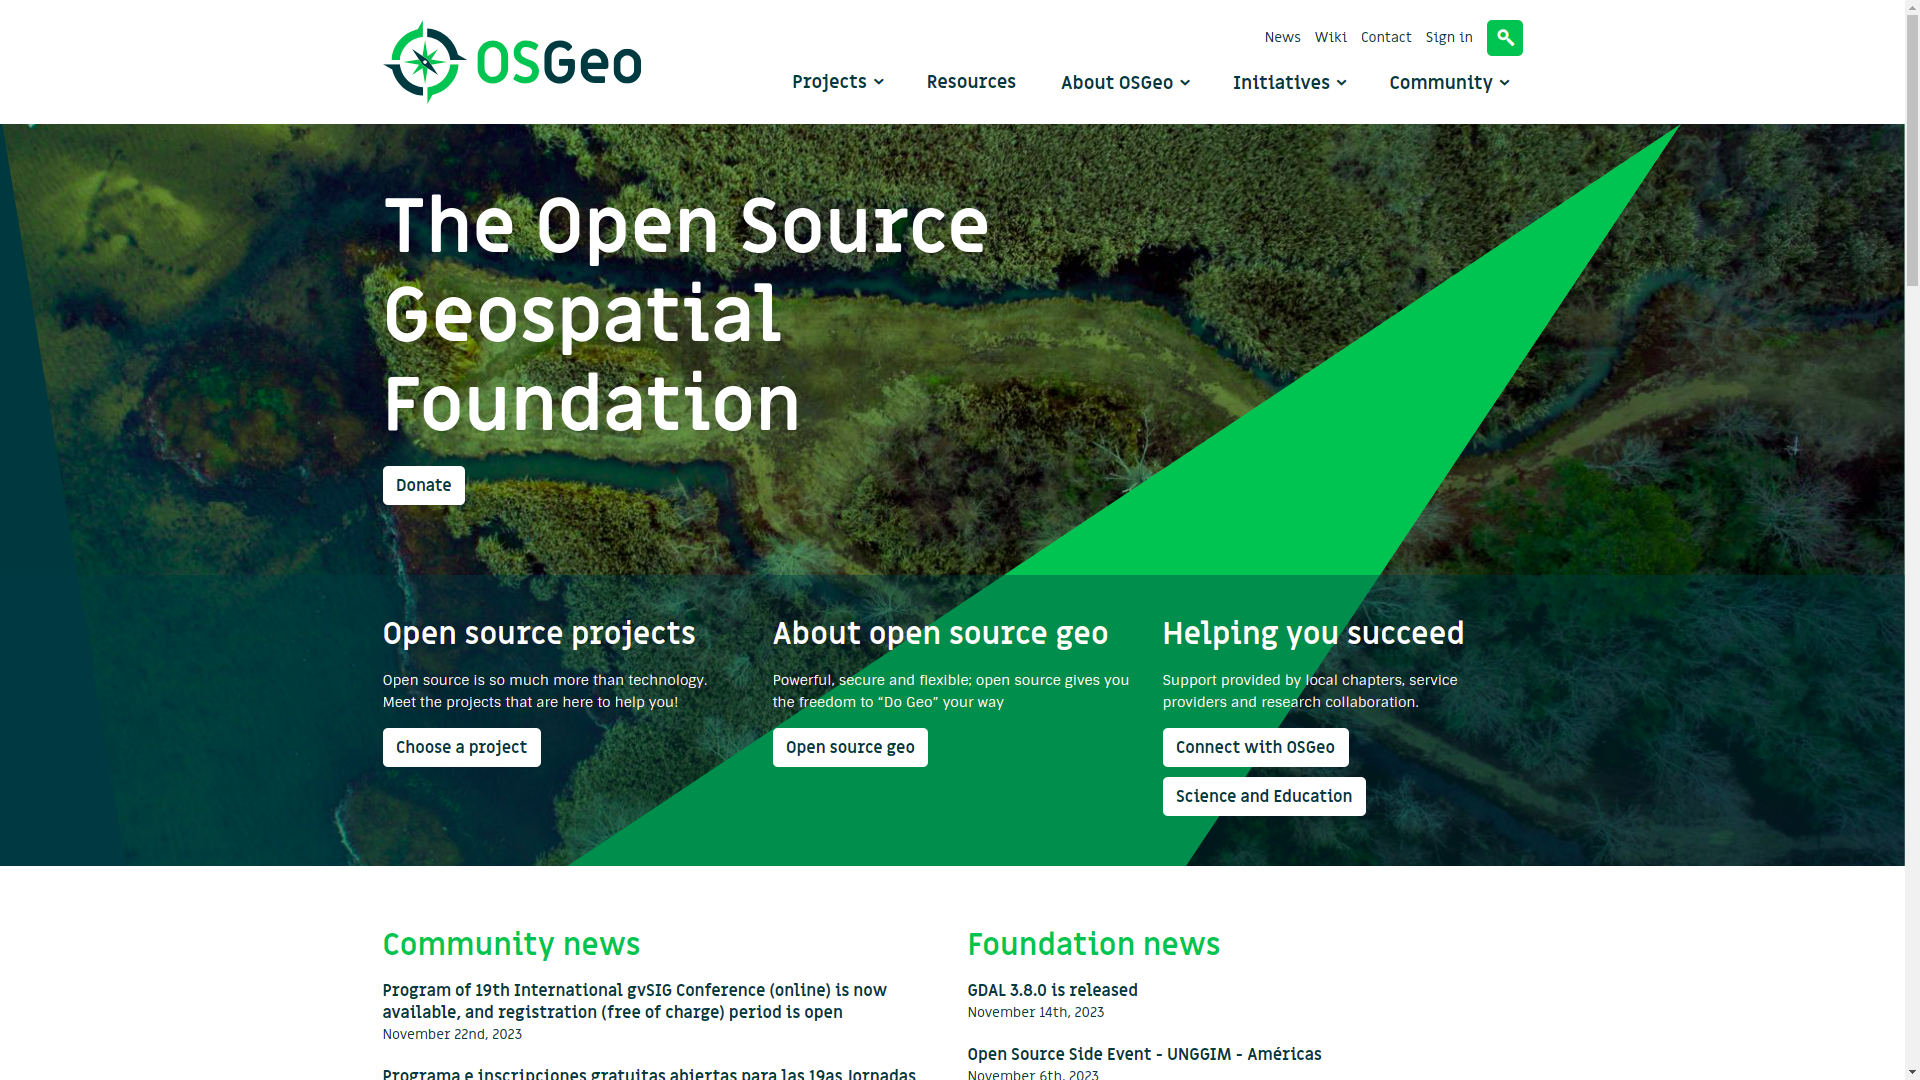 OSGeo
News Wiki Contact Sign in
Projects Resources About OSGeo Initiatives Community
The Open Source
Geospatial
Foundation
Donate
Open source projects
Open source is so much more than technology.
Meet the projects that are here to help you!
Choose a project
About open source geo
Powerful, secure and flexible; open source gives you
the freedom to “Do Geo” your way
Open source geo
Helping you succeed
Support provided by local chapters, service
providers and research collaboration.
Connect with OSGeo
Science and Education
Community news
Program of 19th International gvSIG Conference (online) is now
available, and registration (free of charge) period is open
November 22nd, 2023
Programa e inscripciones gratuitas abiertas para las 19as Jornadas
Foundation news
GDAL 3.8.0 is released
November 14th, 2023
Open Source Side Event - UNGGIM - Américas
November 6th, 2023